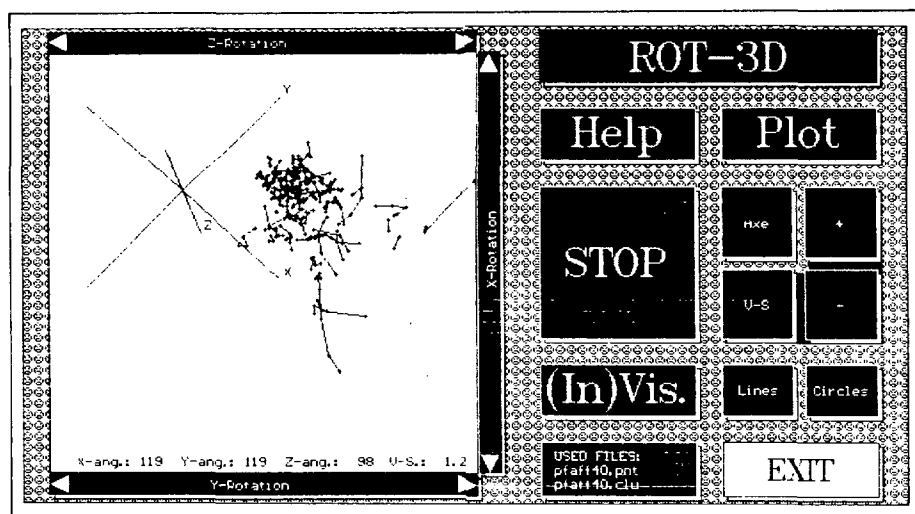 Z-Rotation
Y
Z
X
X-Rotation
X-ang.: 119 Y-ang.: 119 Z-ang.: 98 V-S.: 1.2
Y-Rotation
ROT-3D
Help
Plot
STOP
Axe
+
V-S
-
(In)Vis.
Lines
Circles
USED FILES:
pfaff40.pnt
pfaff40.clu
EXIT